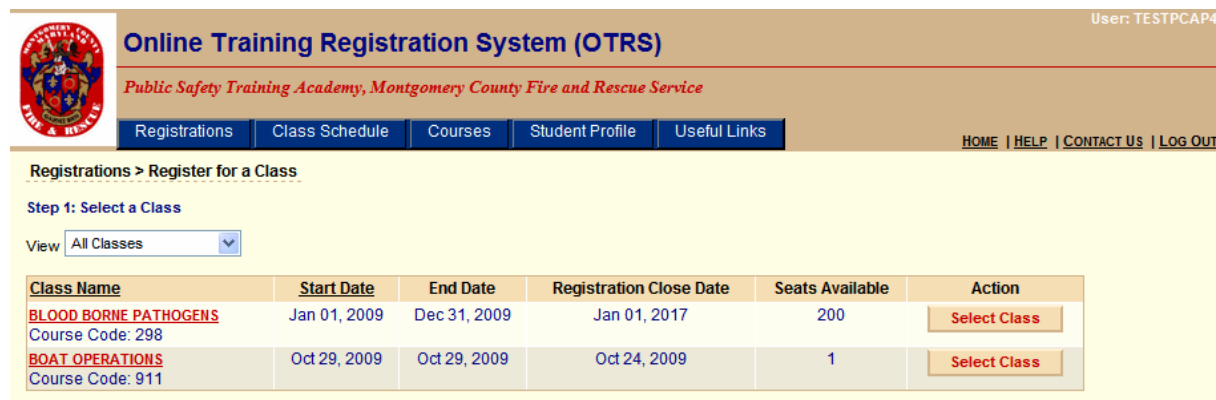 User: TESTPCAP4
Online Training Registration System (OTRS)
Public Safety Training Academy, Montgomery County Fire and Rescue Service
Registrations Class Schedule Courses Student Profile Useful Links
HOME | HELP | CONTACT US | LOG OUT
Registrations > Register for a Class
Step 1: Select a Class
View All Classes
Class Name Start Date End Date Registration Close Date Seats Available Action
BLOOD BORNE PATHOGENS Jan 01, 2009 Dec 31, 2009 Jan 01, 2017 200 Select Class
Course Code: 298
BOAT OPERATIONS Oct 29, 2009 Oct 29, 2009 Oct 24, 2009 1 Select Class
Course Code: 911